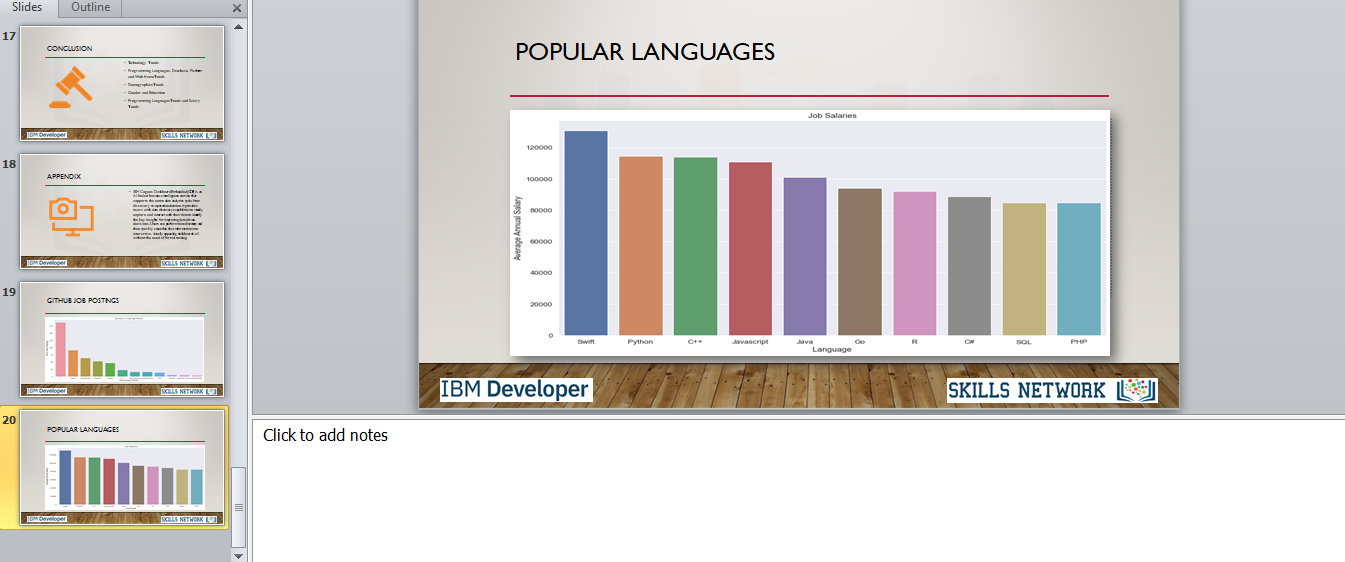 Slides
Outline
17
CONCLUSION
Technology Trends
Programming Languages, Database, Platform
and Web Frame Trends
Demographics Trends
Gender and Education
Programming Languages Trends and Salary
Trends
IBM Developer
SKILLS NETWORK
18
APPENDIX
IBM Developer
SKILLS NETWORK
19
GITHUB JOB POSTINGS
IBM Developer
SKILLS NETWORK
20
POPULAR LANGUAGES
IBM Developer
SKILLS NETWORK
POPULAR LANGUAGES
Job Salaries
Average Annual Salary
120000
100000
80000
60000
40000
20000
0
Swift Python C++ Javascript Java Go R C# SQL PHP
Language
IBM Developer
SKILLS NETWORK
Click to add notes